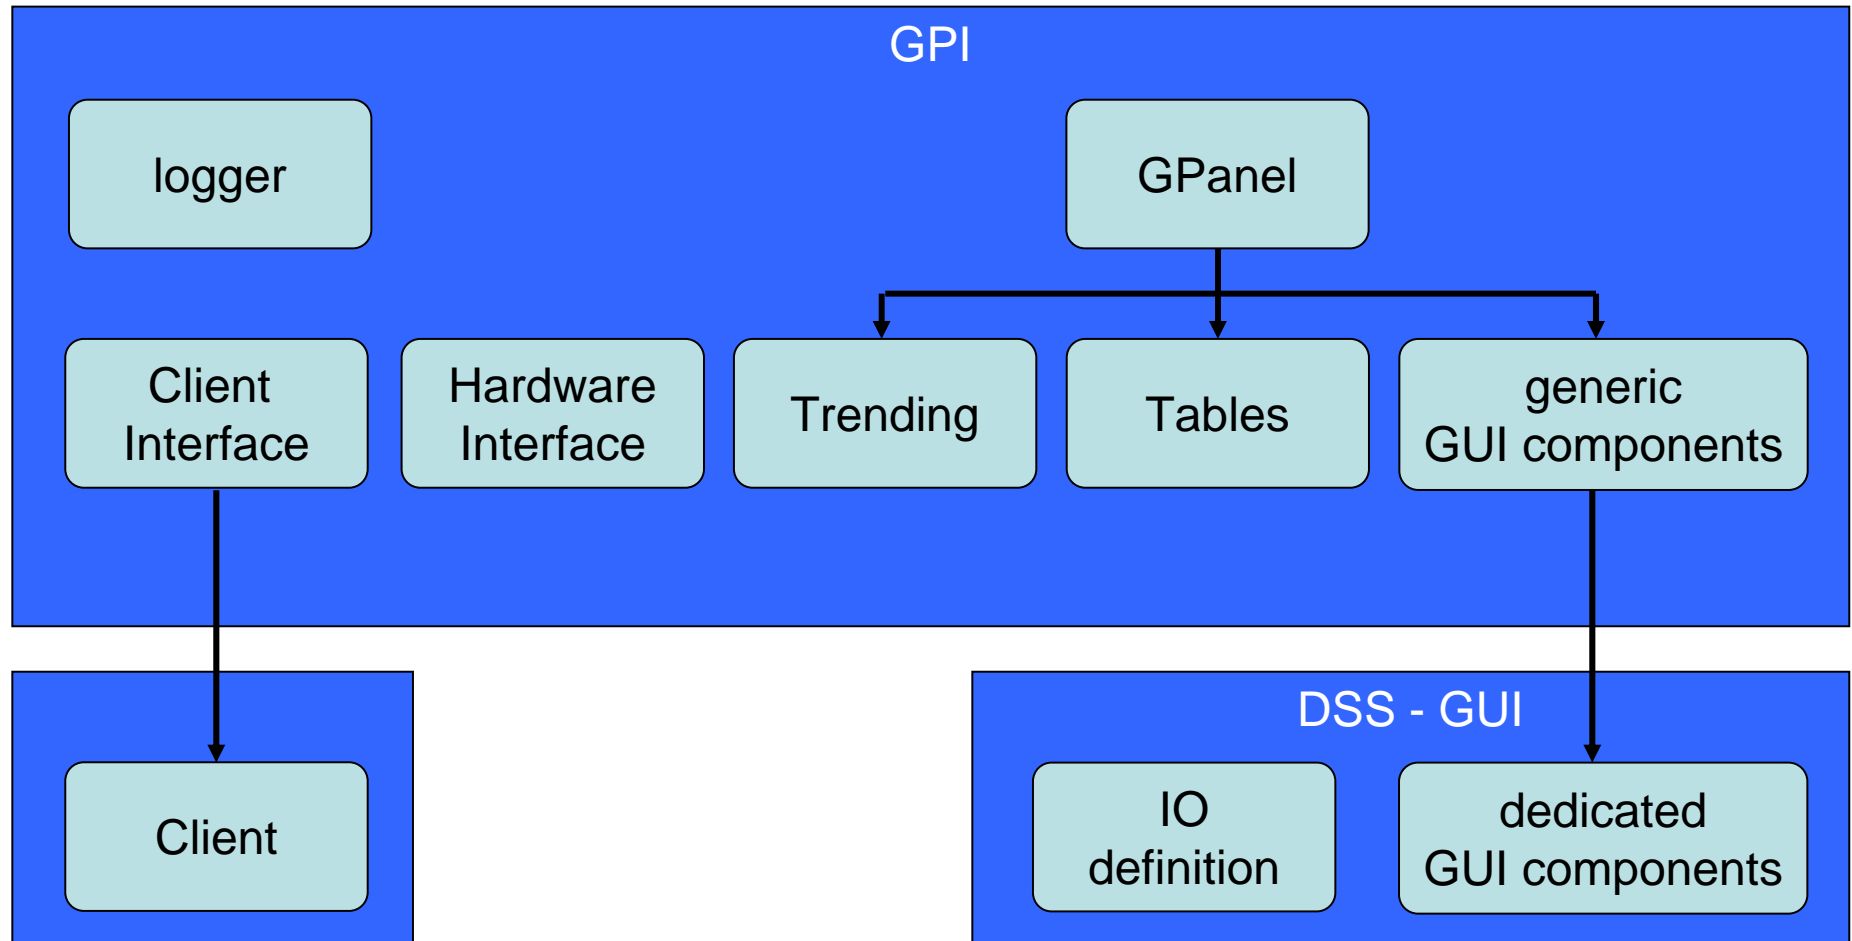 GPI
logger
GPanel
Client
Interface
Hardware
Interface
Trending
Tables
generic
GUI components
DSS - GUI
Client
IO
definition
dedicated
GUI components